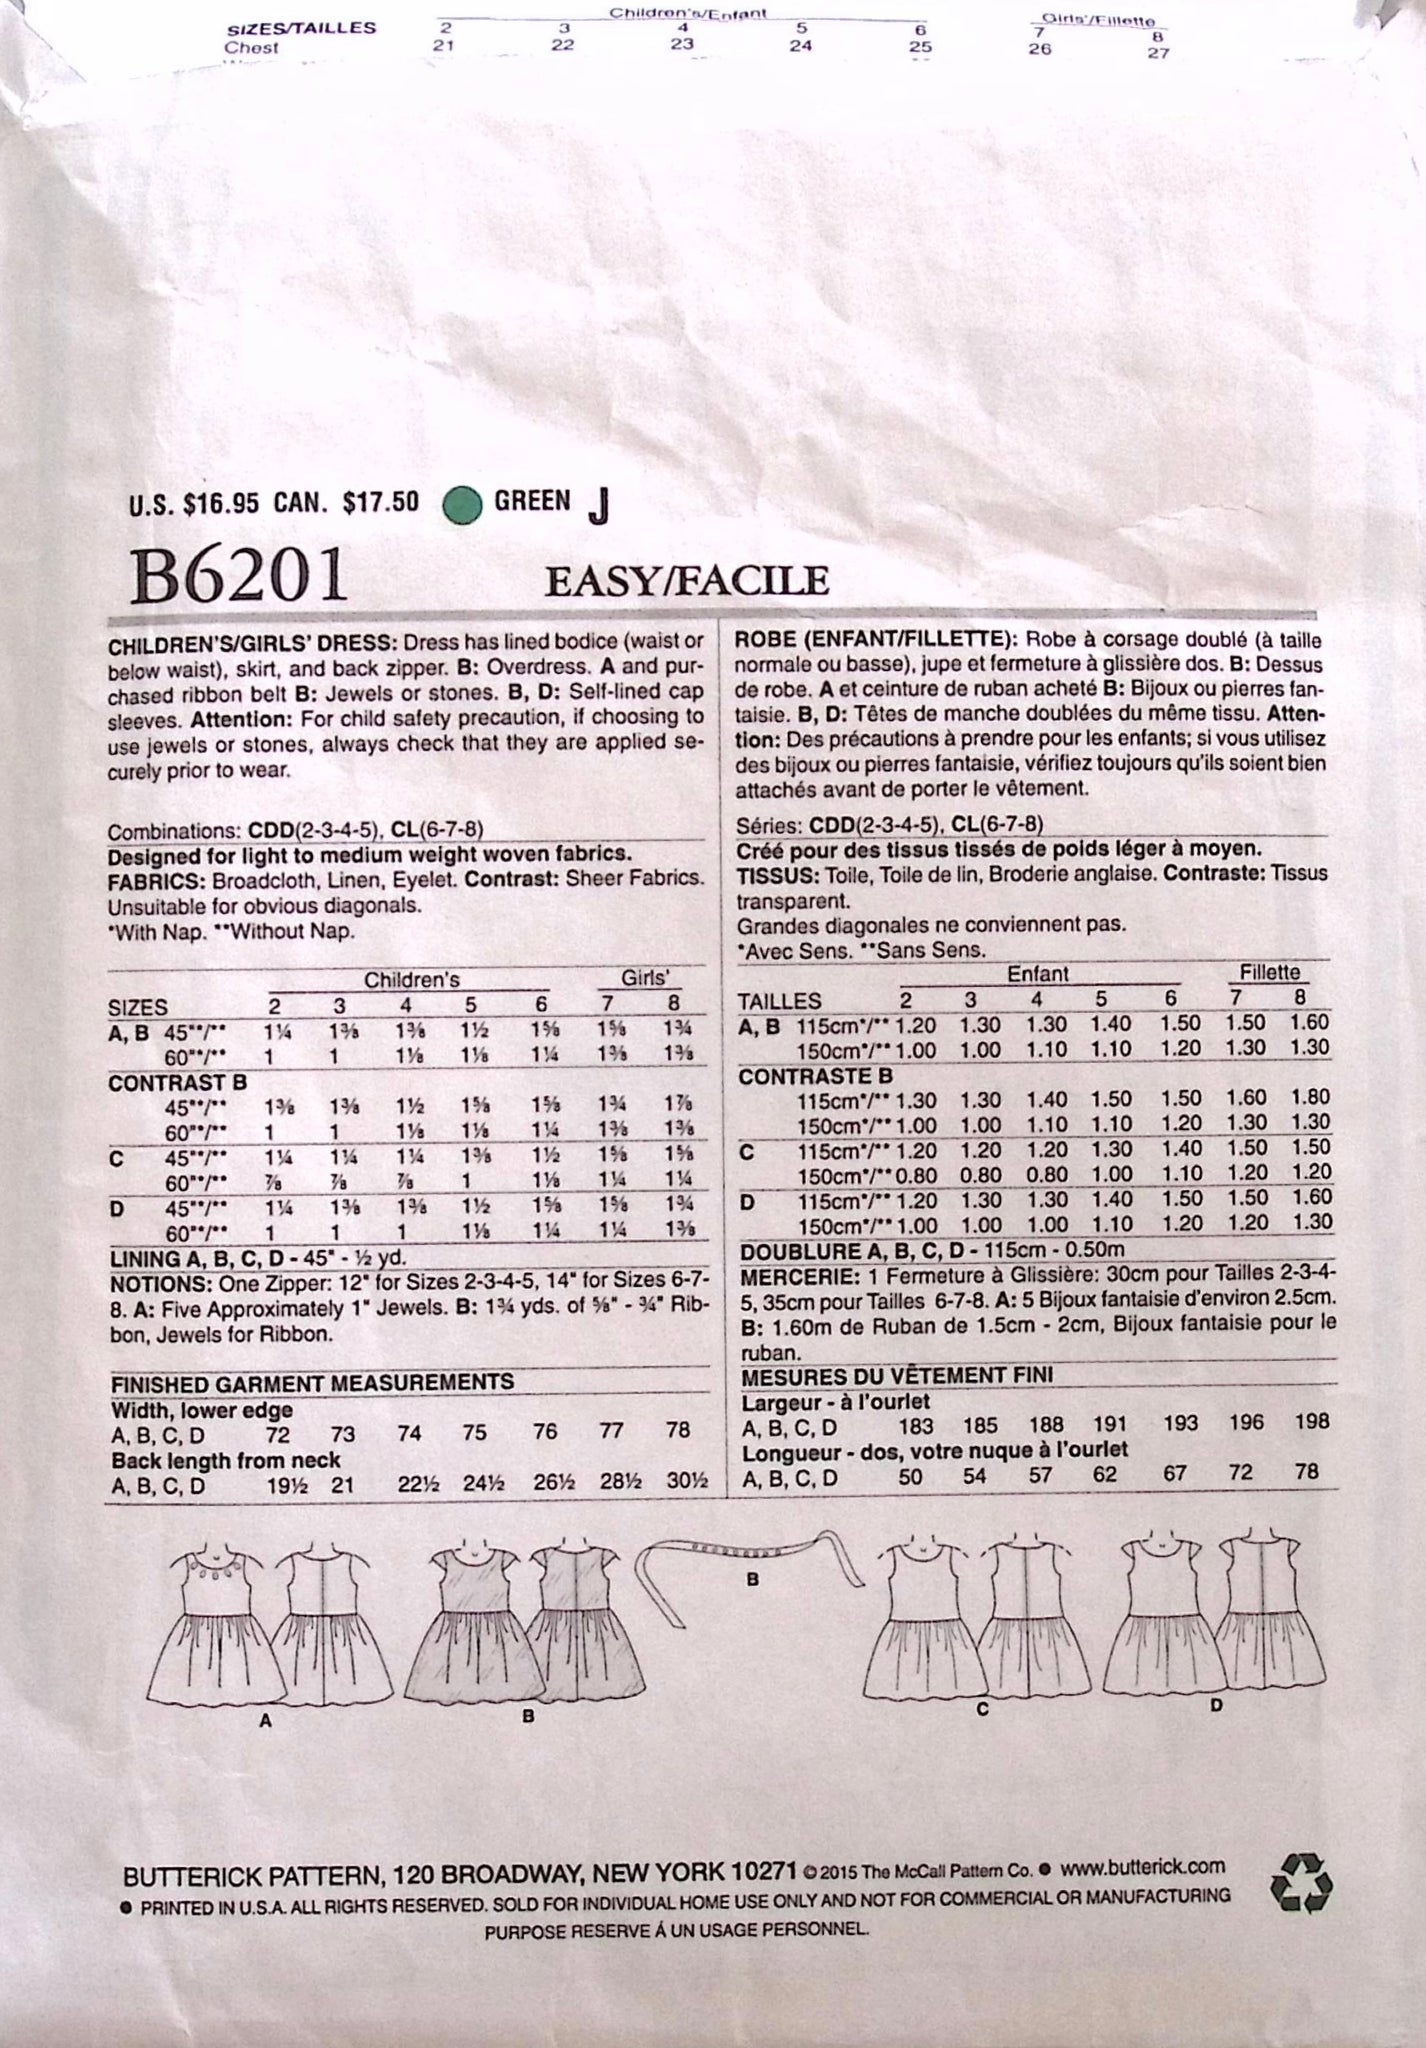 Children's/Enfant Girls'/Fillette
SIZES/TAILLES 2 3 4 5 6 7 8
Chest 21 22 23 24 25 26 27
U.S. $16.95 CAN. $17.50 GREEN J
B6201 EASY/FACILE
CHILDREN'S/GIRLS' DRESS: Dress has lined bodice (waist or
below waist), skirt, and back zipper. B: Overdress. A and pur-
chased ribbon belt B: Jewels or stones. B, D: Self-lined cap
sleeves. Attention: For child safety precaution, if choosing to
use jewels or stones, always check that they are applied se-
curely prior to wear.
Combinations: CDD(2-3-4-5), CL(6-7-8)
Designed for light to medium weight woven fabrics.
FABRICS: Broadcloth, Linen, Eyelet. Contrast: Sheer Fabrics.
Unsuitable for obvious diagonals.
*With Nap. **Without Nap.
Children's Girls'
SIZES 2 3 4 5 6 7 8
A, B 45"*/** 1¼ 1⅜ 1⅜ 1½ 1⅝ 1⅝ 1¾
60"*/** 1 1 1⅛ 1⅛ 1¼ 1⅜ 1⅜
CONTRAST B
45"*/** 1⅜ 1⅜ 1½ 1⅝ 1⅝ 1¾ 1⅞
60"*/** 1 1 1⅛ 1⅛ 1¼ 1⅜ 1⅜
C 45"*/** 1¼ 1¼ 1¼ 1⅜ 1½ 1⅝ 1⅝
60"*/** ⅞ ⅞ ⅞ 1 1⅛ 1¼ 1¼
D 45"*/** 1¼ 1⅜ 1⅜ 1½ 1⅝ 1⅝ 1¾
60"*/** 1 1 1 1⅛ 1¼ 1¼ 1⅜
LINING A, B, C, D - 45" - ½ yd.
NOTIONS: One Zipper: 12" for Sizes 2-3-4-5, 14" for Sizes 6-7-
8. A: Five Approximately 1" Jewels. B: 1¾ yds. of ⅝" - ¾" Rib-
bon, Jewels for Ribbon.
FINISHED GARMENT MEASUREMENTS
Width, lower edge
A, B, C, D 72 73 74 75 76 77 78
Back length from neck
A, B, C, D 19½ 21 22½ 24½ 26½ 28½ 30½
ROBE (ENFANT/FILLETTE): Robe à corsage doublé (à taille
normale ou basse), jupe et fermeture à glissière dos. B: Dessus
de robe. A et ceinture de ruban acheté B: Bijoux ou pierres fan-
taisie. B, D: Têtes de manche doublées du même tissu. Atten-
tion: Des précautions à prendre pour les enfants; si vous utilisez
des bijoux ou pierres fantaisie, vérifiez toujours qu'ils soient bien
attachés avant de porter le vêtement.
Séries: CDD(2-3-4-5), CL(6-7-8)
Créé pour des tissus tissés de poids léger à moyen.
TISSUS: Toile, Toile de lin, Broderie anglaise. Contraste: Tissus
transparent.
Grandes diagonales ne conviennent pas.
*Avec Sens. **Sans Sens.
Enfant Fillette
TAILLES 2 3 4 5 6 7 8
A, B 115cm*/** 1.20 1.30 1.30 1.40 1.50 1.50 1.60
150cm*/** 1.00 1.00 1.10 1.10 1.20 1.30 1.30
CONTRASTE B
115cm*/** 1.30 1.30 1.40 1.50 1.50 1.60 1.80
150cm*/** 1.00 1.00 1.10 1.10 1.20 1.30 1.30
C 115cm*/** 1.20 1.20 1.20 1.30 1.40 1.50 1.50
150cm*/** 0.80 0.80 0.80 1.00 1.10 1.20 1.20
D 115cm*/** 1.20 1.30 1.30 1.40 1.50 1.50 1.60
150cm*/** 1.00 1.00 1.00 1.10 1.20 1.20 1.30
DOUBLURE A, B, C, D - 115cm - 0.50m
MERCERIE: 1 Fermeture à Glissière: 30cm pour Tailles 2-3-4-
5, 35cm pour Tailles 6-7-8. A: 5 Bijoux fantaisie d'environ 2.5cm.
B: 1.60m de Ruban de 1.5cm - 2cm, Bijoux fantaisie pour le
ruban.
MESURES DU VÊTEMENT FINI
Largeur - à l'ourlet
A, B, C, D 183 185 188 191 193 196 198
Longueur - dos, votre nuque à l'ourlet
A, B, C, D 50 54 57 62 67 72 78
A B B C D
BUTTERICK PATTERN, 120 BROADWAY, NEW YORK 10271 © 2015 The McCall Pattern Co. ● www.butterick.com
● PRINTED IN U.S.A. ALL RIGHTS RESERVED. SOLD FOR INDIVIDUAL HOME USE ONLY AND NOT FOR COMMERCIAL OR MANUFACTURING
PURPOSE RESERVE Á UN USAGE PERSONNEL.